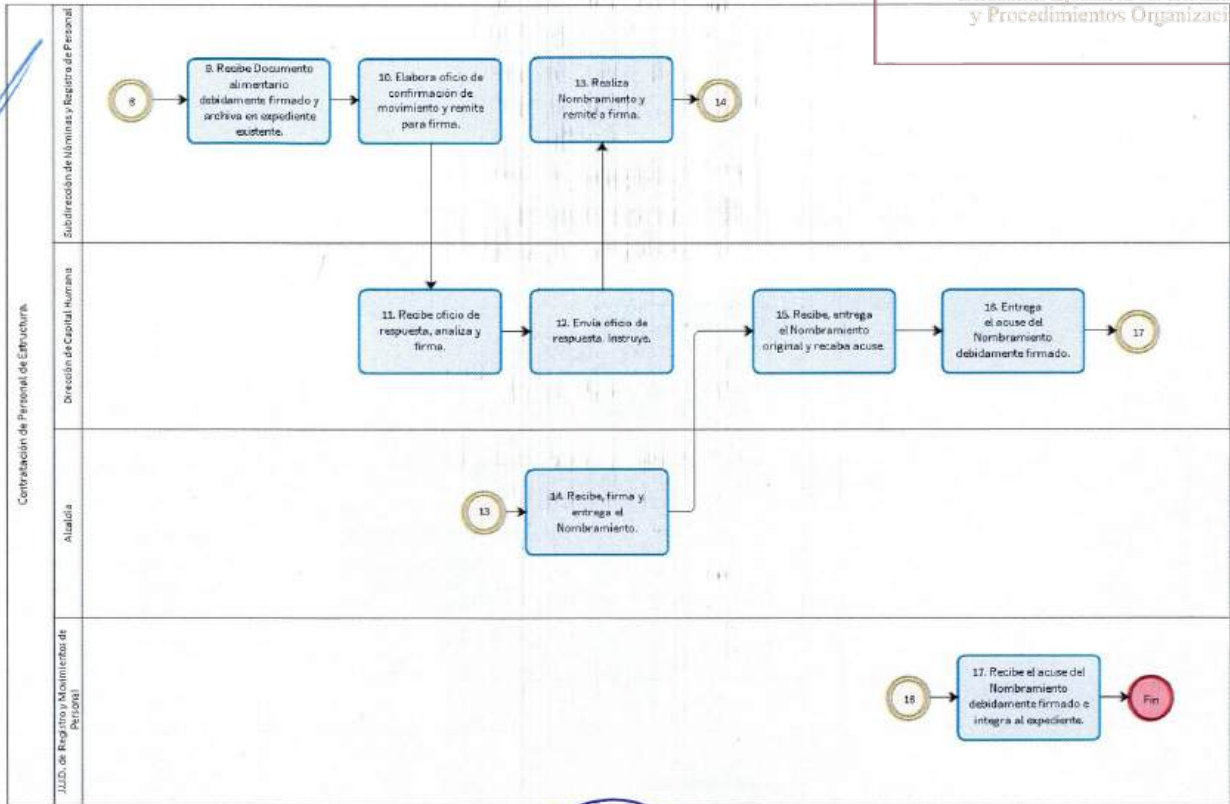 y Procedimientos Organizaci
Contratación de Personal de Estructura.
Subdirección de Nóminas y Registro de Personal
8
9. Recibe Documento
alimentario
debidamente firmado y
archiva en expediente
existente.
10. Elabora oficio de
confirmación de
movimiento y remite
para firma.
13. Realiza
Nombramiento y
remite a firma.
14
Dirección de Capital Humano
11. Recibe oficio de
respuesta, analiza y
firma.
12. Envía oficio de
respuesta. Instruye.
15. Recibe, entrega
el Nombramiento
original y recaba acuse.
16. Entrega
el acuse del
Nombramiento
debidamente firmado.
17
Alcaldía
13
14. Recibe, firma y
entrega el
Nombramiento.
J.U.D. de Registro y Movimientos de
Personal
16
17. Recibe el acuse del
Nombramiento
debidamente firmado e
integra al expediente.
Fin